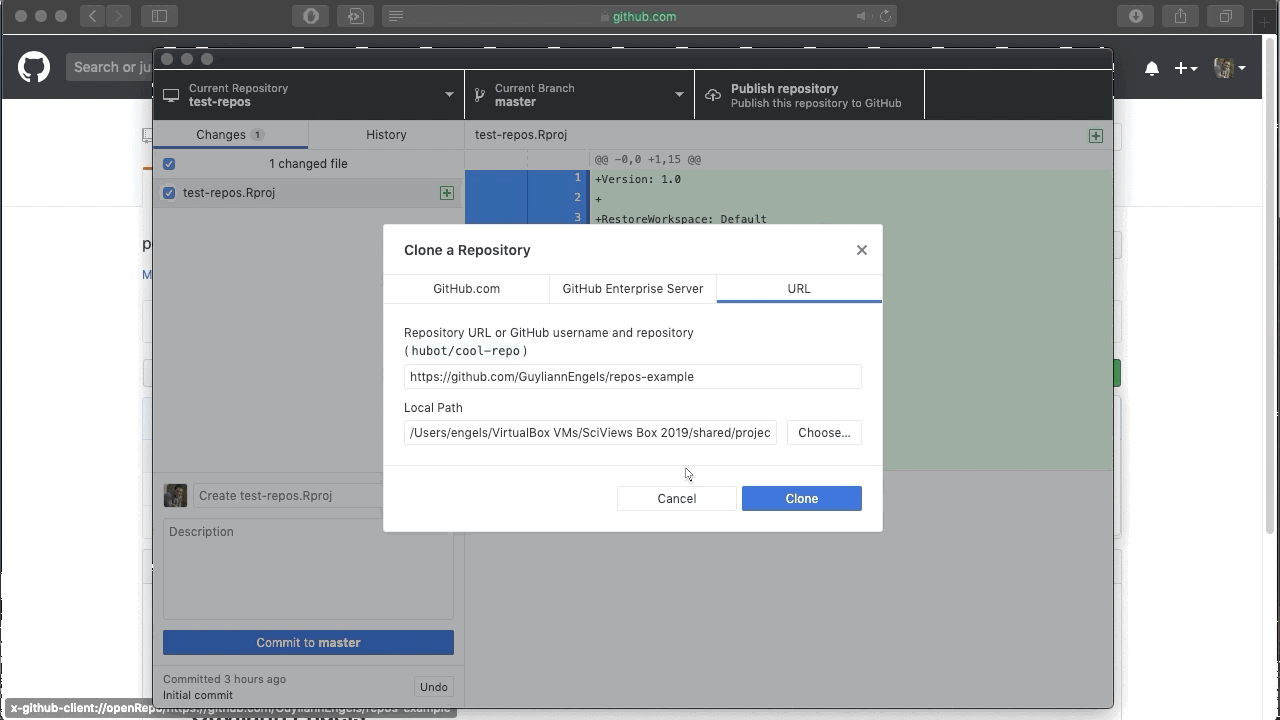 github.com
Search or ju
Current Repository
test-repos
Current Branch
master
Publish repository
Publish this repository to GitHub
Changes 1
History
test-repos.Rproj
1 changed file
@@ -0,0 +1,15 @@
test-repos.Rproj
1 +Version: 1.0
2 +
3 +RestoreWorkspace: Default
Clone a Repository
GitHub.com
GitHub Enterprise Server
URL
Repository URL or GitHub username and repository
(hubot/cool-repo)
https://github.com/GuyliannEngels/repos-example
Local Path
/Users/engels/VirtualBox VMs/SciViews Box 2019/shared/projec
Choose...
Cancel
Clone
Create test-repos.Rproj
Description
Commit to master
Committed 3 hours ago
Initial commit
Undo
x-github-client://openRepo/https://github.com/GuyliannEngels/repos-example